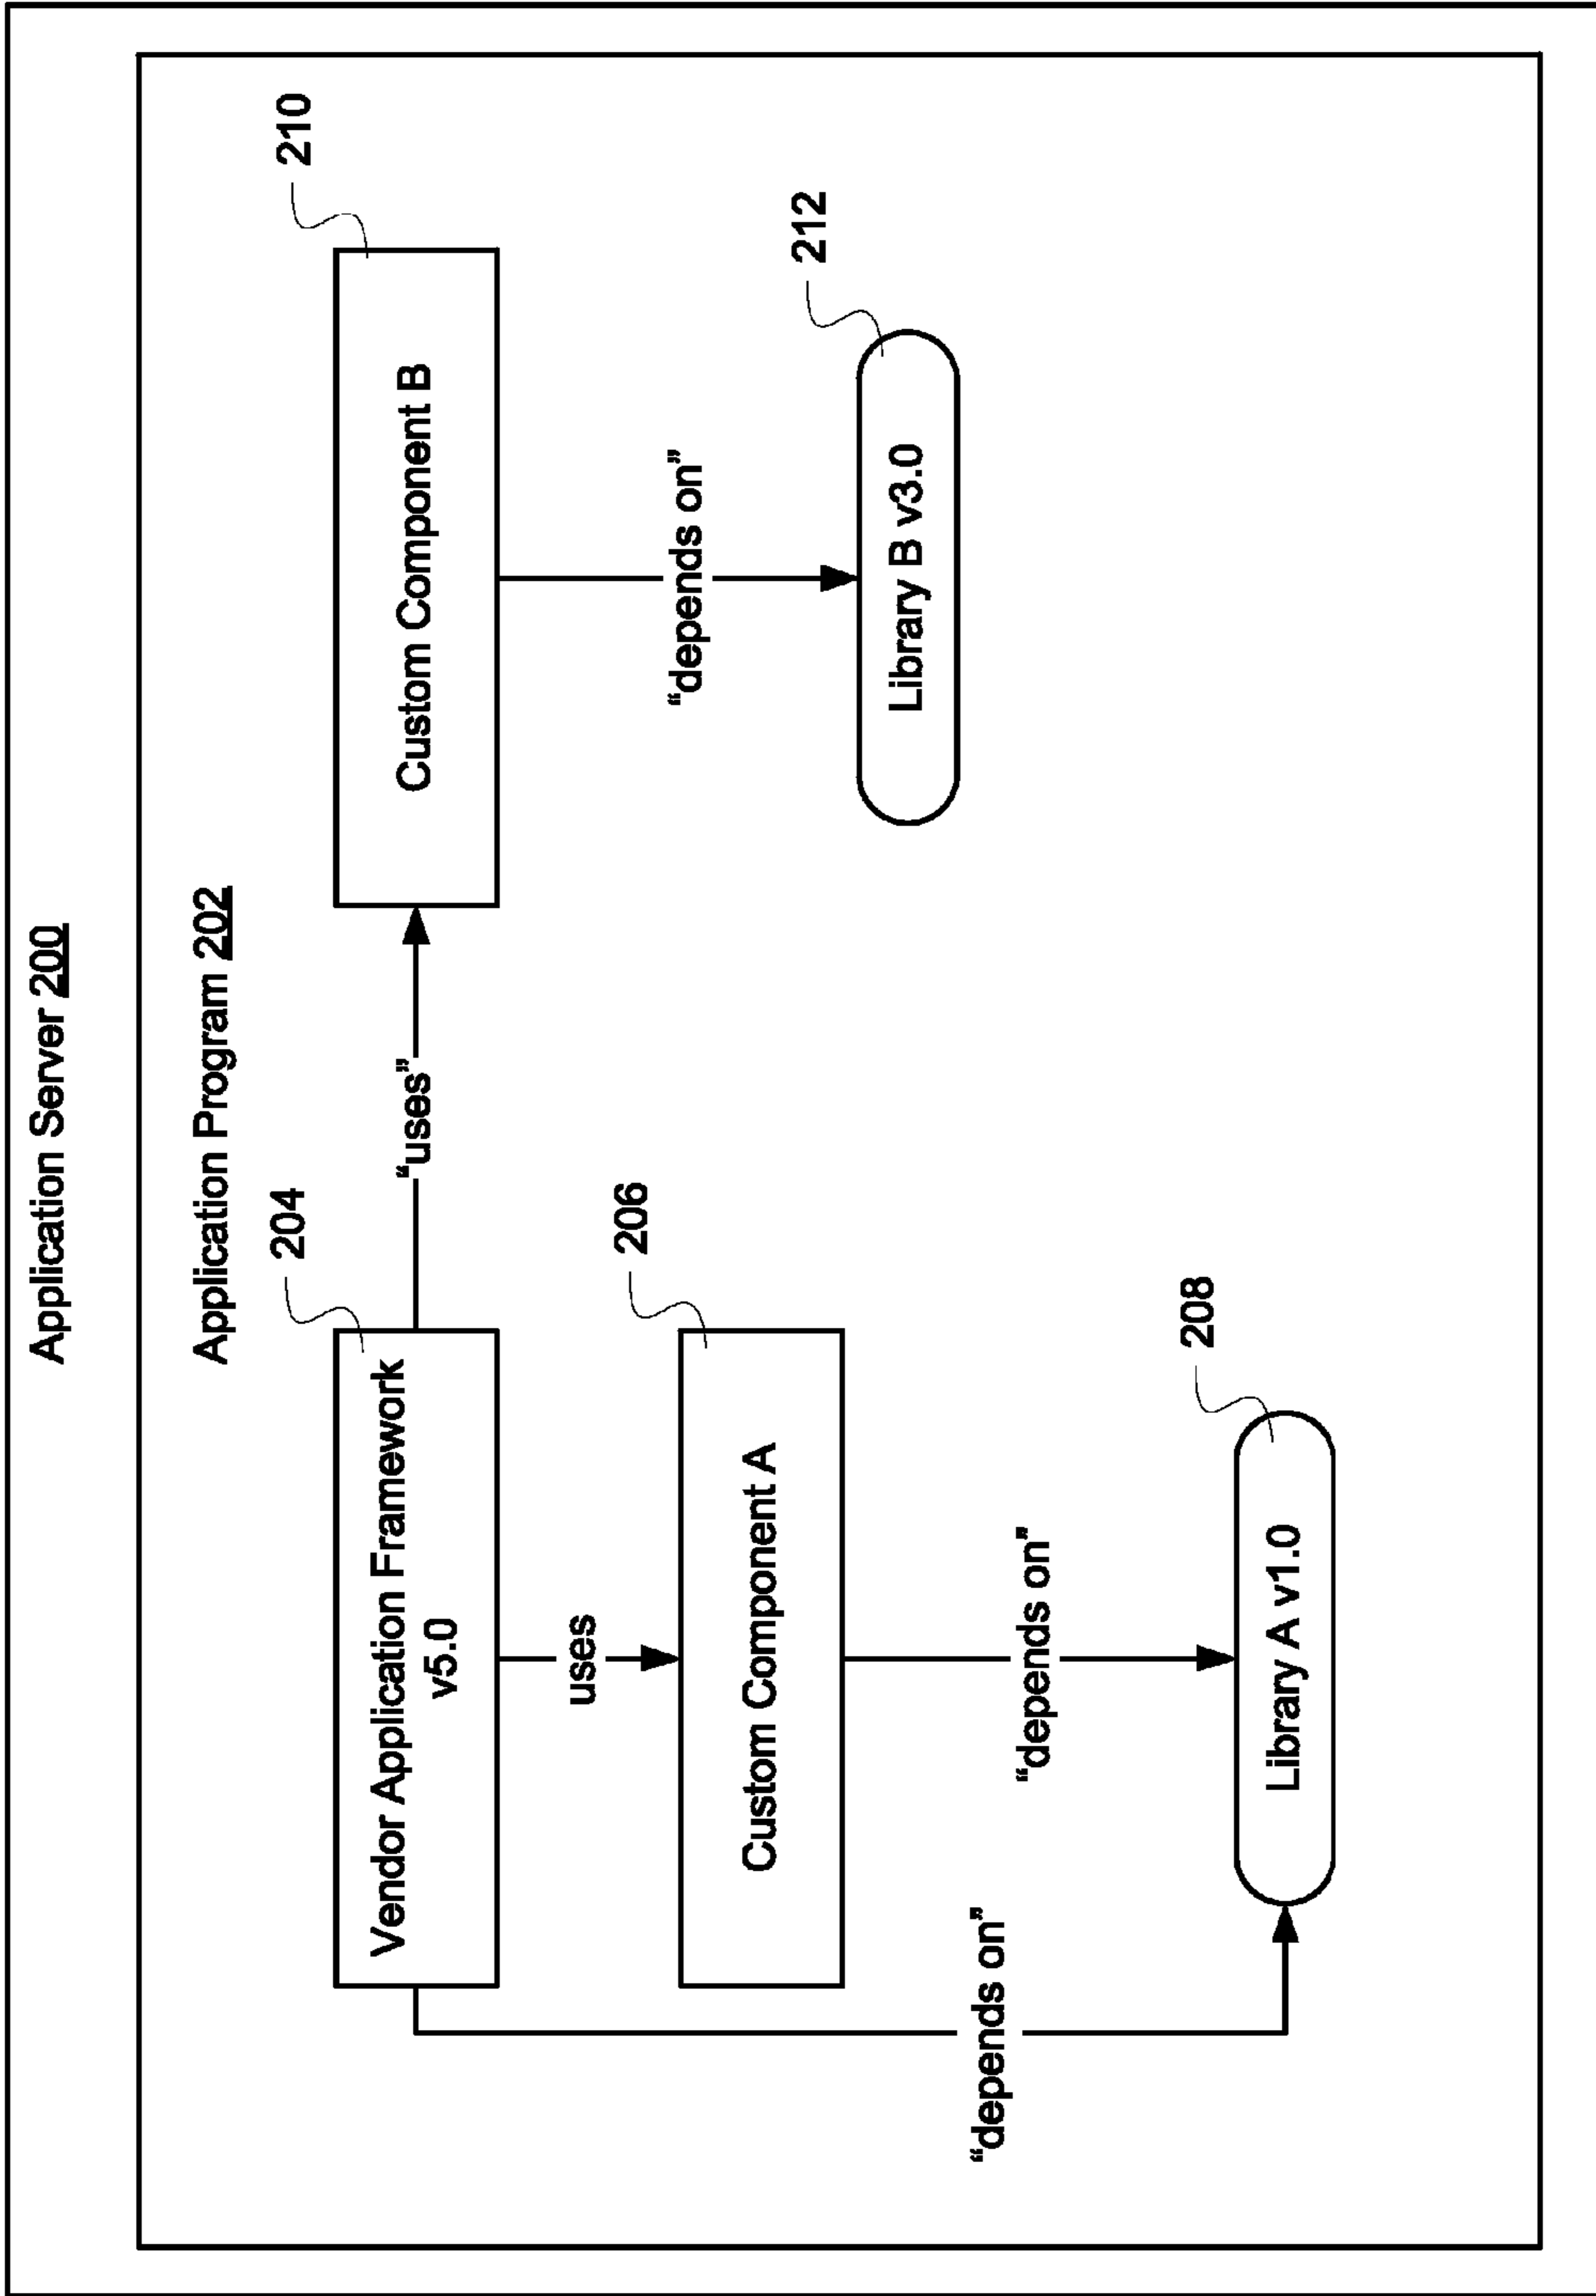 Application Server 200
Application Program 202
204
Vendor Application Framework
v5.0
“uses”
210
Custom Component B
uses
206
Custom Component A
“depends on”
212
Library B v3.0
“depends on”
“depends on”
208
Library A v1.0